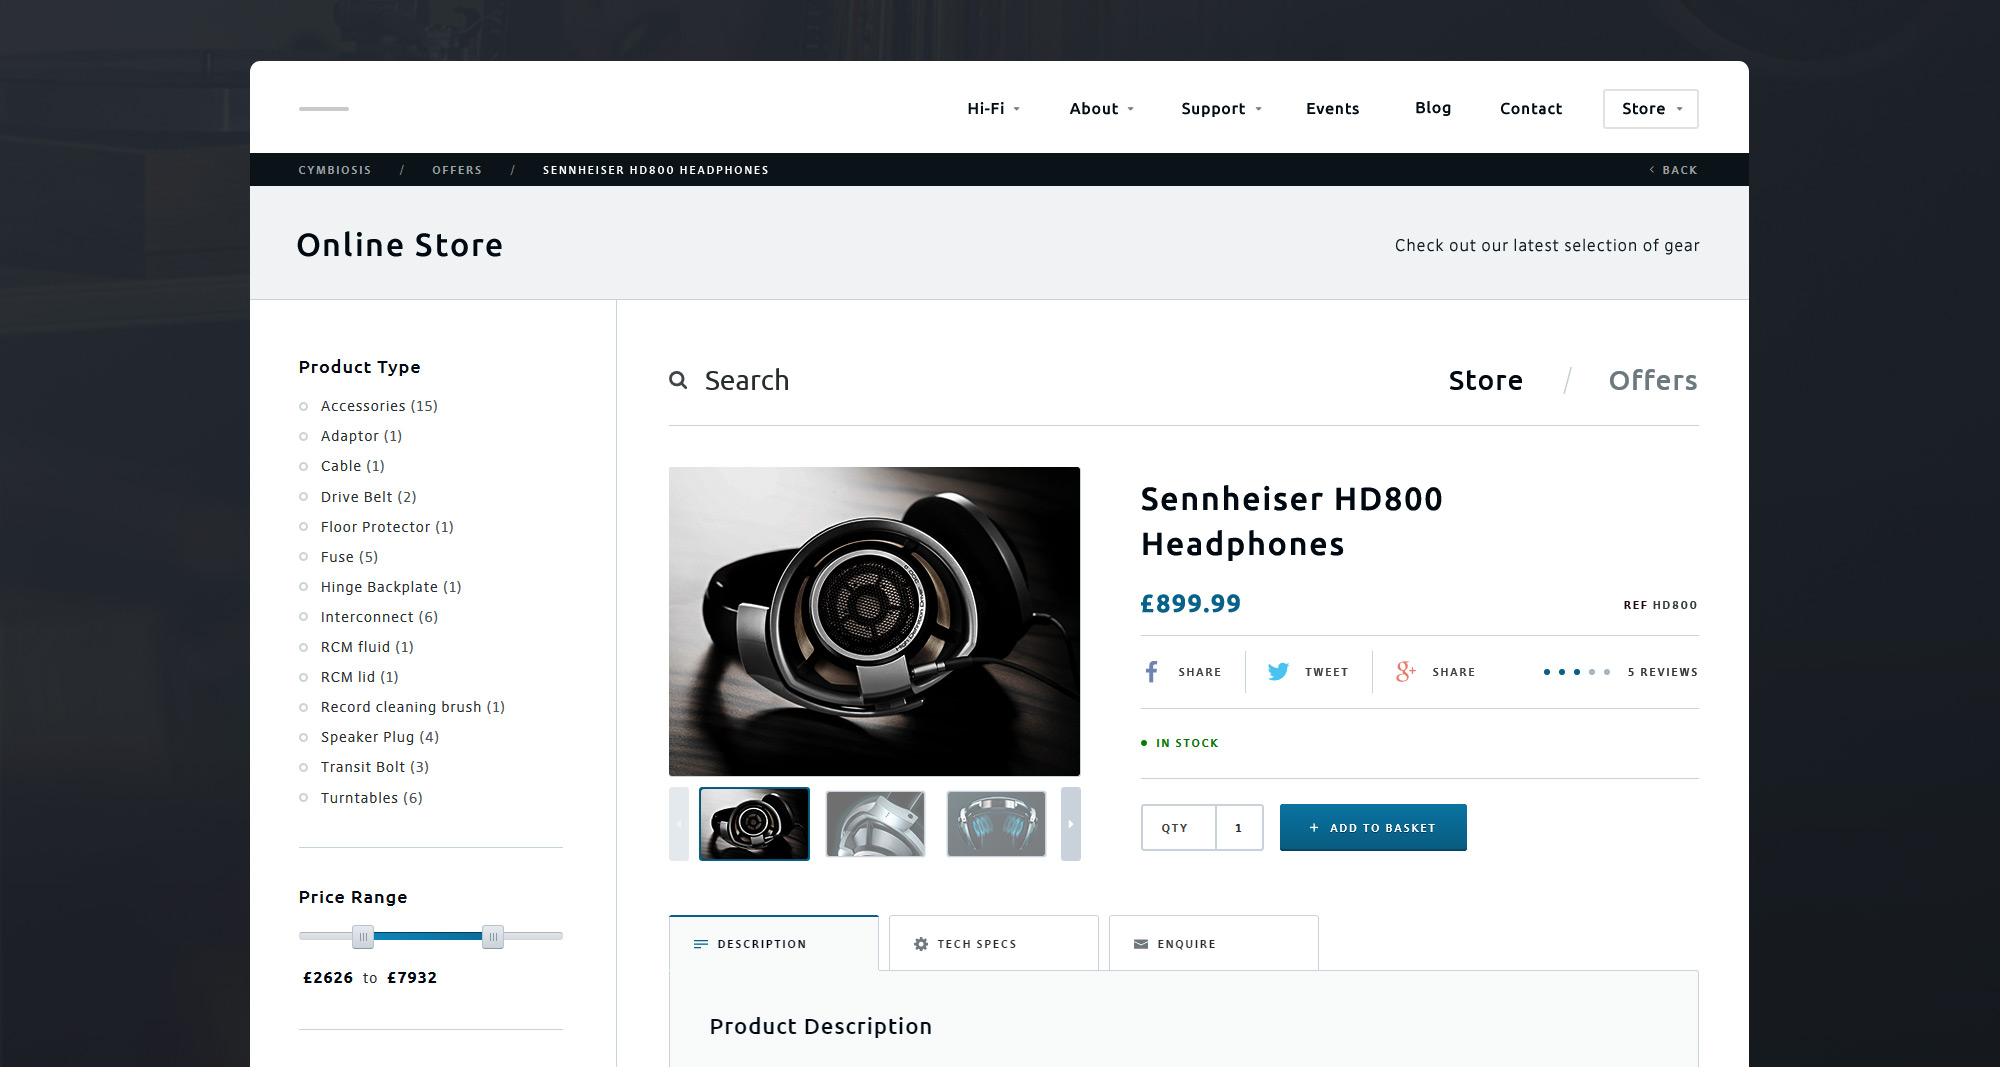 Hi-Fi About Support Events Blog Contact Store
CYMBIOSIS / OFFERS / SENNHEISER HD800 HEADPHONES
< BACK
Online Store
Check out our latest selection of gear
Product Type
Accessories (15)
Adaptor (1)
Cable (1)
Drive Belt (2)
Floor Protector (1)
Fuse (5)
Hinge Backplate (1)
Interconnect (6)
RCM fluid (1)
RCM lid (1)
Record cleaning brush (1)
Speaker Plug (4)
Transit Bolt (3)
Turntables (6)
Price Range
£2626 to £7932
Search
Store / Offers
Sennheiser HD800
Headphones
£899.99
REF HD800
SHARE TWEET SHARE 5 REVIEWS
IN STOCK
QTY 1 + ADD TO BASKET
DESCRIPTION TECH SPECS ENQUIRE
Product Description